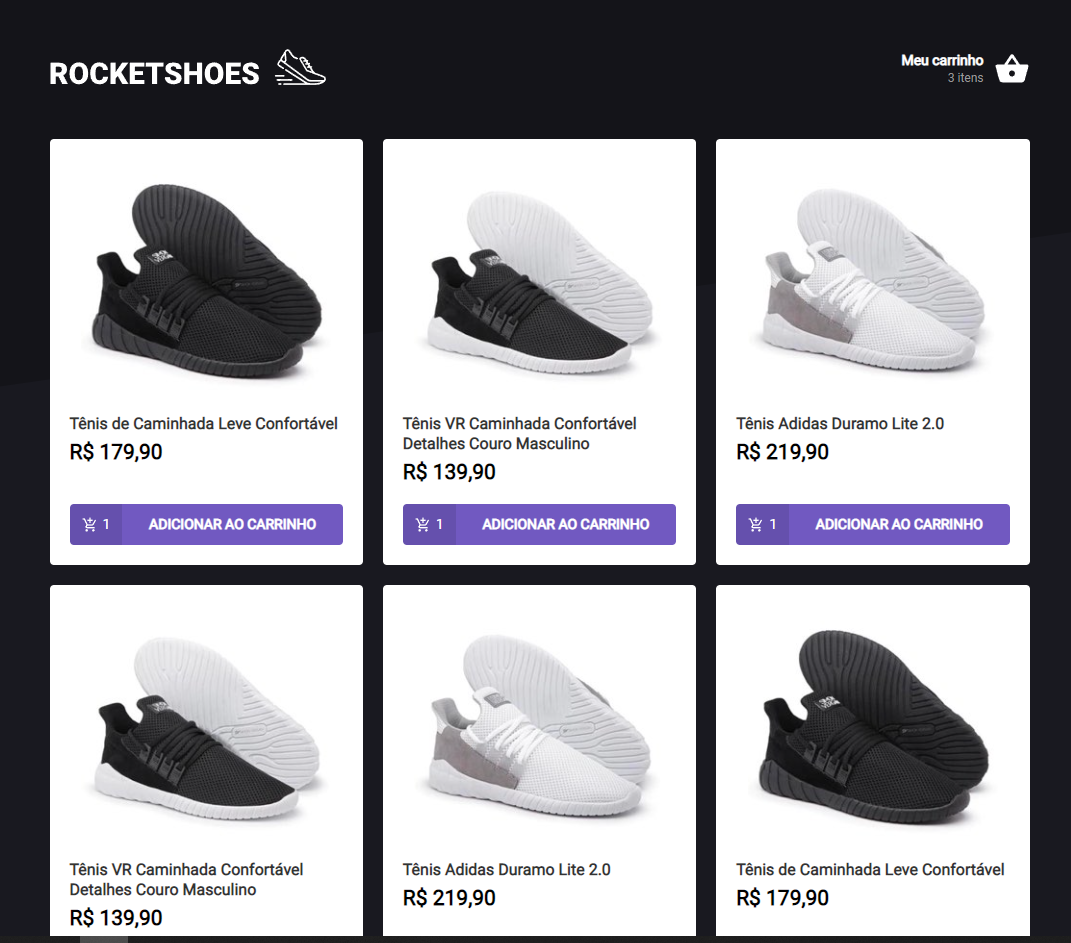 ROCKETSHOES
Meu carrinho
3 itens
Tênis de Caminhada Leve Confortável
R$ 179,90
1
ADICIONAR AO CARRINHO
Tênis VR Caminhada Confortável
Detalhes Couro Masculino
R$ 139,90
1
ADICIONAR AO CARRINHO
Tênis Adidas Duramo Lite 2.0
R$ 219,90
1
ADICIONAR AO CARRINHO
Tênis VR Caminhada Confortável
Detalhes Couro Masculino
R$ 139,90
Tênis Adidas Duramo Lite 2.0
R$ 219,90
Tênis de Caminhada Leve Confortável
R$ 179,90